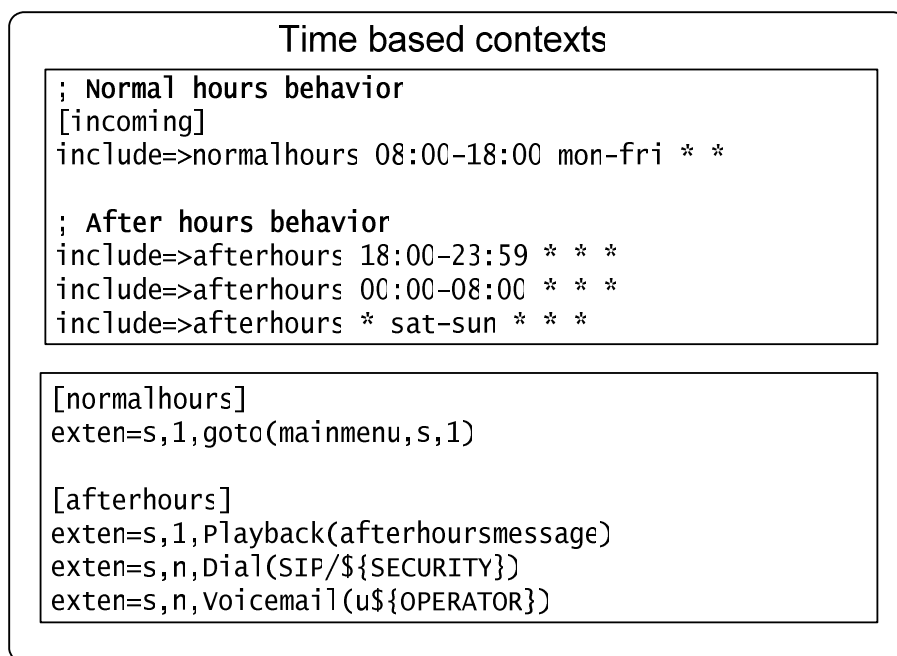 Time based contexts
; Normal hours behavior
[incoming]
include=>normalhours 08:00-18:00 mon-fri * *
; After hours behavior
include=>afterhours 18:00-23:59 * * *
include=>afterhours 00:00-08:00 * * *
include=>afterhours * sat-sun * * *
[normalhours]
exten=s,1,goto(mainmenu,s,1)
[afterhours]
exten=s,1,Playback(afterhoursmessage)
exten=s,n,Dial(SIP/${SECURITY})
exten=s,n,Voicemail(u${OPERATOR})